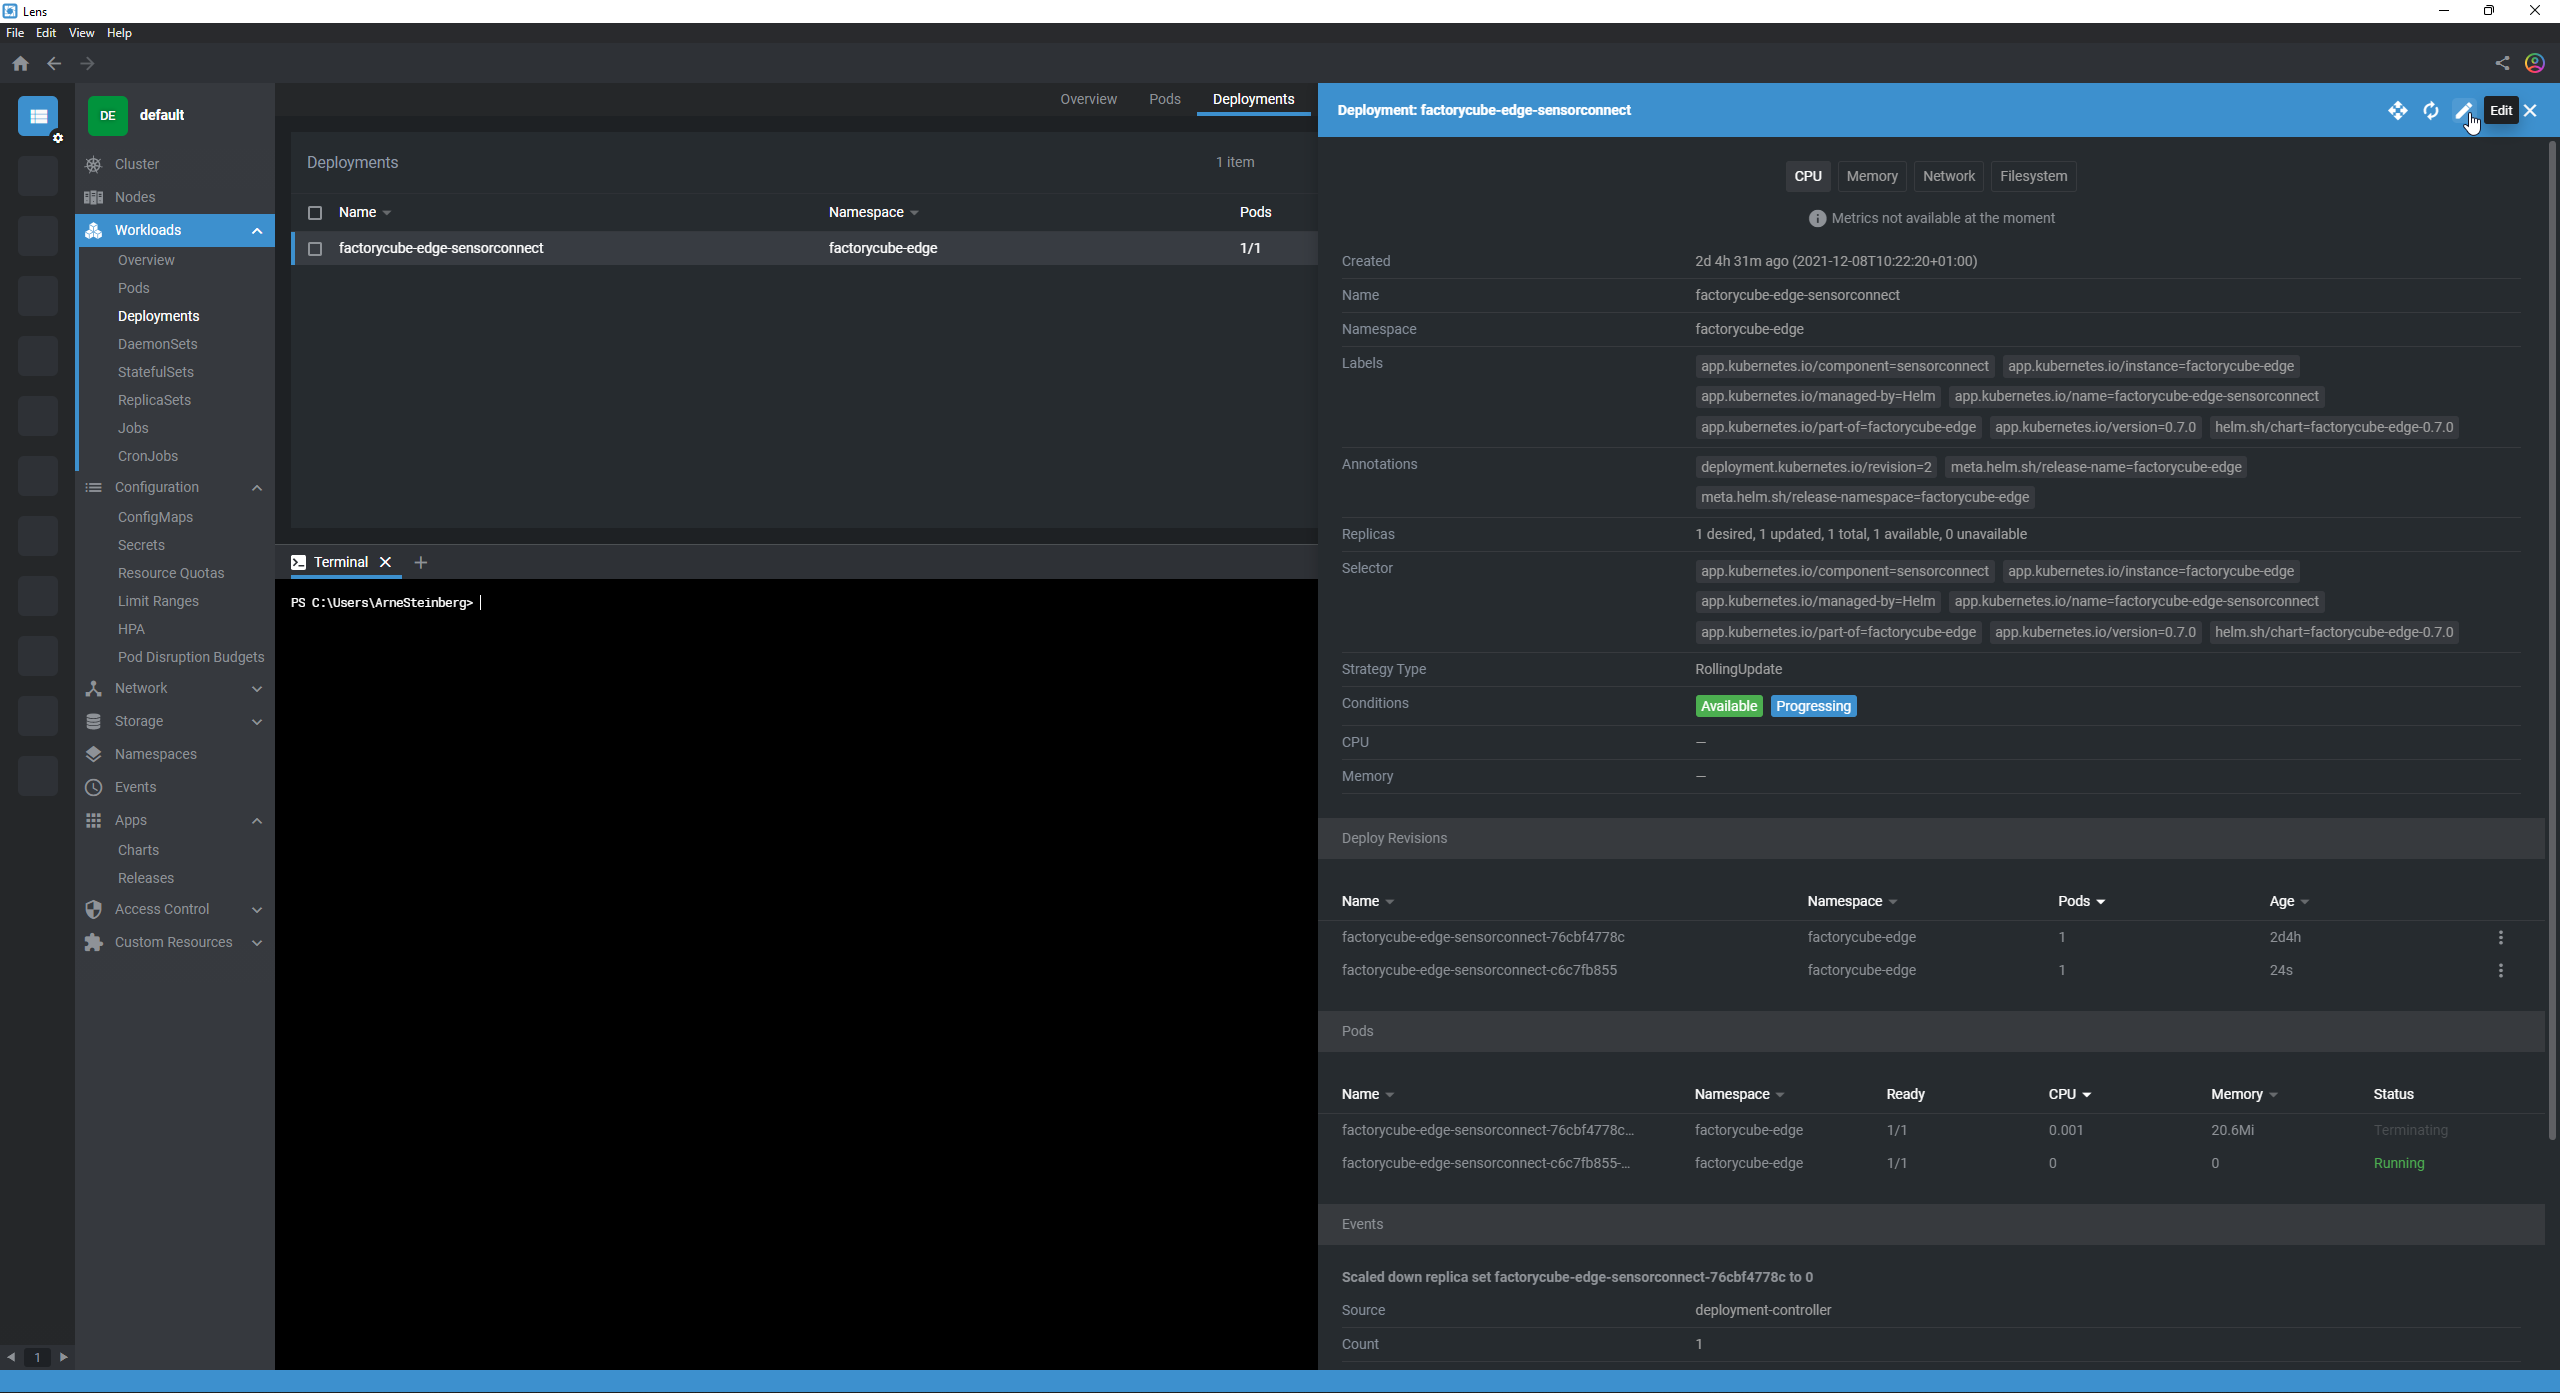 Lens
File Edit View Help
DE default
Cluster
Nodes
Workloads
Overview
Pods
Deployments
DaemonSets
StatefulSets
ReplicaSets
Jobs
CronJobs
Configuration
ConfigMaps
Secrets
Resource Quotas
Limit Ranges
HPA
Pod Disruption Budgets
Network
Storage
Namespaces
Events
Apps
Charts
Releases
Access Control
Custom Resources
1
Overview Pods Deployments
Deployments 1 item
Name Namespace Pods
factorycube-edge-sensorconnect factorycube-edge 1/1
Terminal
PS C:\Users\ArneSteinberg>
Deployment: factorycube-edge-sensorconnect Edit
CPU Memory Network Filesystem
Metrics not available at the moment
Created 2d 4h 31m ago (2021-12-08T10:22:20+01:00)
Name factorycube-edge-sensorconnect
Namespace factorycube-edge
Labels app.kubernetes.io/component=sensorconnect app.kubernetes.io/instance=factorycube-edge
app.kubernetes.io/managed-by=Helm app.kubernetes.io/name=factorycube-edge-sensorconnect
app.kubernetes.io/part-of=factorycube-edge app.kubernetes.io/version=0.7.0 helm.sh/chart=factorycube-edge-0.7.0
Annotations deployment.kubernetes.io/revision=2 meta.helm.sh/release-name=factorycube-edge
meta.helm.sh/release-namespace=factorycube-edge
Replicas 1 desired, 1 updated, 1 total, 1 available, 0 unavailable
Selector app.kubernetes.io/component=sensorconnect app.kubernetes.io/instance=factorycube-edge
app.kubernetes.io/managed-by=Helm app.kubernetes.io/name=factorycube-edge-sensorconnect
app.kubernetes.io/part-of=factorycube-edge app.kubernetes.io/version=0.7.0 helm.sh/chart=factorycube-edge-0.7.0
Strategy Type RollingUpdate
Conditions Available Progressing
CPU —
Memory —
Deploy Revisions
Name Namespace Pods Age
factorycube-edge-sensorconnect-76cbf4778c factorycube-edge 1 2d4h
factorycube-edge-sensorconnect-c6c7fb855 factorycube-edge 1 24s
Pods
Name Namespace Ready CPU Memory Status
factorycube-edge-sensorconnect-76cbf4778c... factorycube-edge 1/1 0.001 20.6Mi Terminating
factorycube-edge-sensorconnect-c6c7fb855-... factorycube-edge 1/1 0 0 Running
Events
Scaled down replica set factorycube-edge-sensorconnect-76cbf4778c to 0
Source deployment-controller
Count 1